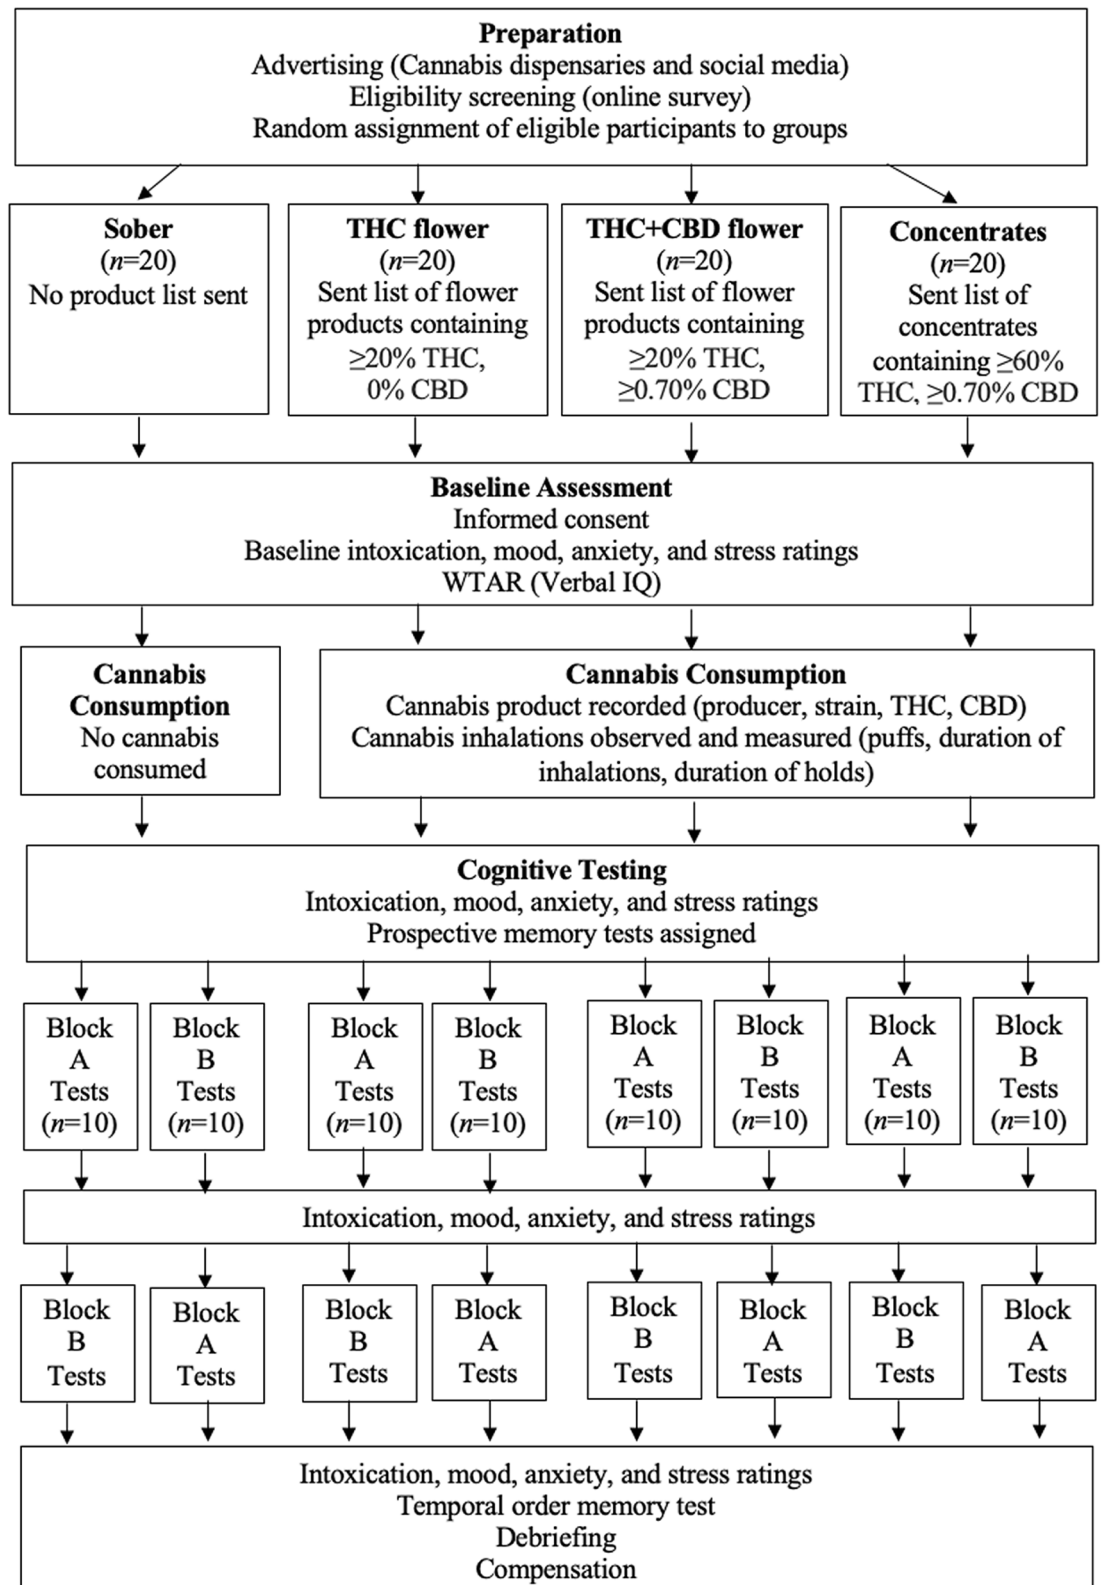 Preparation
Advertising (Cannabis dispensaries and social media)
Eligibility screening (online survey)
Random assignment of eligible participants to groups
Sober
(n=20)
No product list sent
THC flower
(n=20)
Sent list of flower
products containing
≥20% THC,
0% CBD
THC+CBD flower
(n=20)
Sent list of flower
products containing
≥20% THC,
≥0.70% CBD
Concentrates
(n=20)
Sent list of
concentrates
containing ≥60%
THC, ≥0.70% CBD
Baseline Assessment
Informed consent
Baseline intoxication, mood, anxiety, and stress ratings
WTAR (Verbal IQ)
Cannabis
Consumption
No cannabis
consumed
Cannabis Consumption
Cannabis product recorded (producer, strain, THC, CBD)
Cannabis inhalations observed and measured (puffs, duration of
inhalations, duration of holds)
Cognitive Testing
Intoxication, mood, anxiety, and stress ratings
Prospective memory tests assigned
Block
A
Tests
(n=10)
Block
B
Tests
(n=10)
Block
A
Tests
(n=10)
Block
B
Tests
(n=10)
Block
A
Tests
(n=10)
Block
B
Tests
(n=10)
Block
A
Tests
(n=10)
Block
B
Tests
(n=10)
Intoxication, mood, anxiety, and stress ratings
Block
B
Tests
Block
A
Tests
Block
B
Tests
Block
A
Tests
Block
B
Tests
Block
A
Tests
Block
B
Tests
Block
A
Tests
Intoxication, mood, anxiety, and stress ratings
Temporal order memory test
Debriefing
Compensation